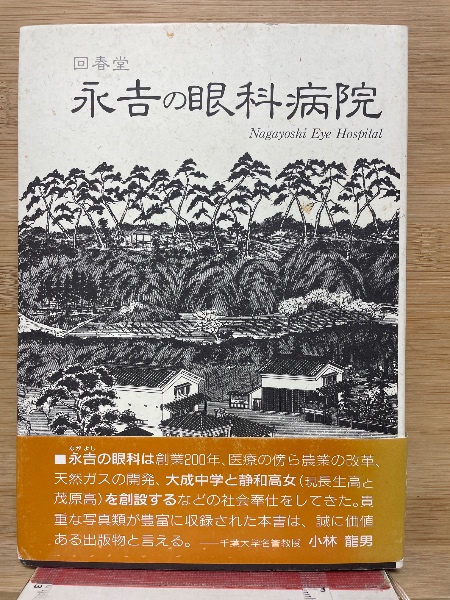 回春堂
永吉の眼科病院
Nagayoshi Eye Hospital
ながよし
■永吉の眼科は創業200年、医療の傍ら農業の改革、
天然ガスの開発、大成中学と静和高女(現長生高と
茂原高)を創設するなどの社会奉仕をしてきた。貴
重な写真類が豊富に収録された本書は、誠に価値
ある出版物と言える。——千葉大学名誉教授 小林 龍男